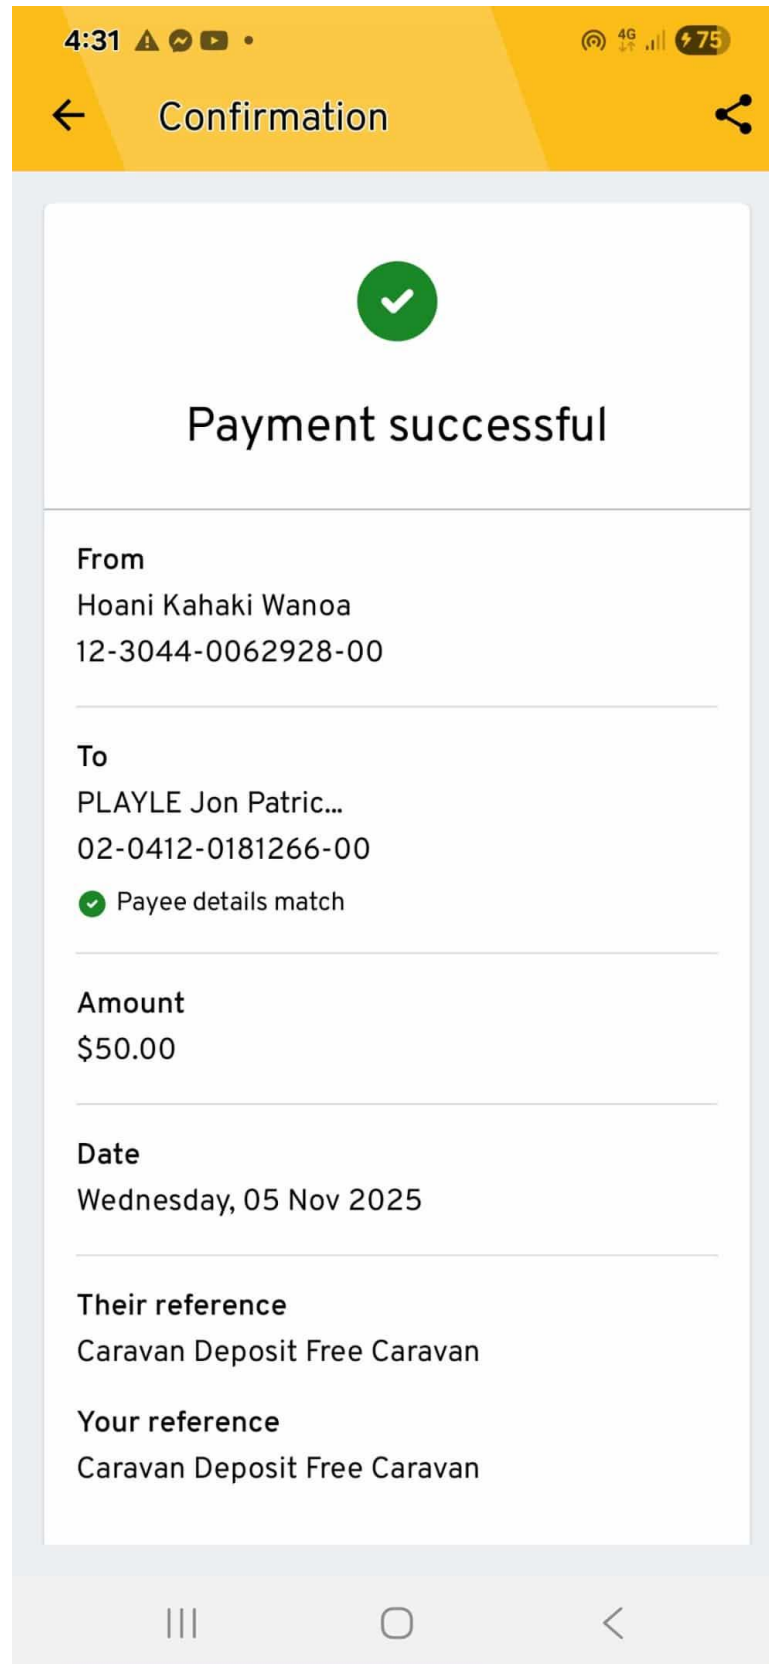 4:31
4G
75
Confirmation
Payment successful
From
Hoani Kahaki Wanoa
12-3044-0062928-00
To
PLAYLE Jon Patric...
02-0412-0181266-00
Payee details match
Amount
$50.00
Date
Wednesday, 05 Nov 2025
Their reference
Caravan Deposit Free Caravan
Your reference
Caravan Deposit Free Caravan